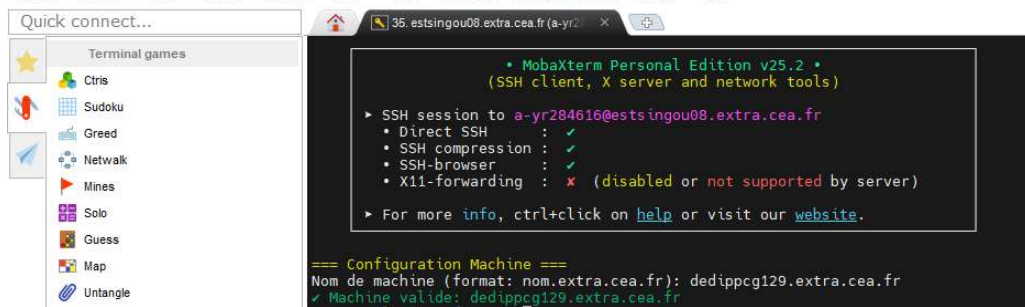 Quick connect...
35. estsingou08.extra.cea.fr (a-yr2
Terminal games
Ctris
Sudoku
Greed
Netwalk
Mines
Solo
Guess
Map
Untangle
• MobaXterm Personal Edition v25.2 •
(SSH client, X server and network tools)
➤ SSH session to a-yr284616@estsingou08.extra.cea.fr
• Direct SSH : ✔
• SSH compression : ✔
• SSH-browser : ✔
• X11-forwarding : ✘ (disabled or not supported by server)
➤ For more info, ctrl+click on help or visit our website.
=== Configuration Machine ===
Nom de machine (format: nom.extra.cea.fr): dedippcg129.extra.cea.fr
✔ Machine valide: dedippcg129.extra.cea.fr